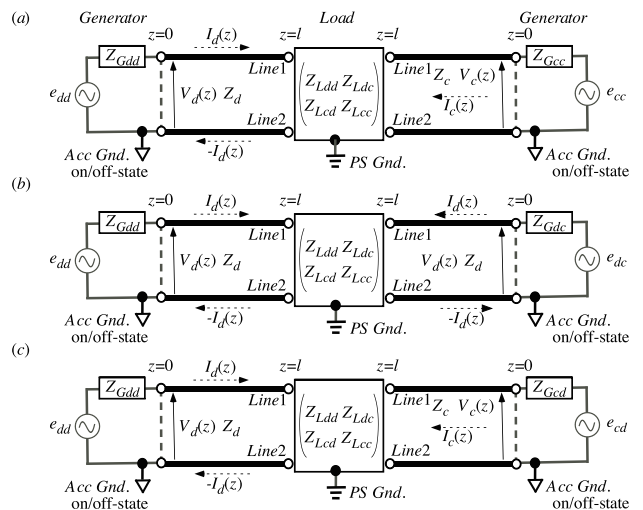 (a) Generator Load Generator
I_d(z)
z=0 z=l z=l z=0
Z_Gdd Z_Gcc
Line1 Line1 Z_c V_c(z)
e_dd V_d(z) Z_d (Z_Ldd Z_Ldc I_c(z) e_cc
Z_Lcd Z_Lcc)
Line2 Line2
-I_d(z)
Acc Gnd. PS Gnd. Acc Gnd.
on/off-state on/off-state
(b)
I_d(z) I_d(z)
z=0 z=l z=l z=0
Z_Gdd Z_Gdc
Line1 Line1
e_dd V_d(z) Z_d (Z_Ldd Z_Ldc V_d(z) Z_d e_dc
Z_Lcd Z_Lcc)
Line2 Line2
-I_d(z) -I_d(z)
Acc Gnd. PS Gnd. Acc Gnd.
on/off-state on/off-state
(c)
I_d(z)
z=0 z=l z=l z=0
Z_Gdd Z_Gcd
Line1 Line1 Z_c V_c(z)
e_dd V_d(z) Z_d (Z_Ldd Z_Ldc I_c(z) e_cd
Z_Lcd Z_Lcc)
Line2 Line2
-I_d(z)
Acc Gnd. PS Gnd. Acc Gnd.
on/off-state on/off-state